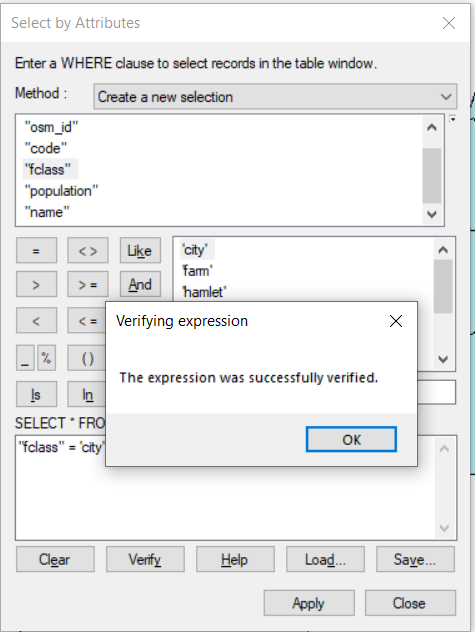 Select by Attributes
Enter a WHERE clause to select records in the table window.
Method : Create a new selection
"osm_id"
"code"
"fclass"
"population"
"name"
= < > Like 'city'
> > = And 'farm'
'hamlet'
< < =
_ % ( )
Is In
Verifying expression
The expression was successfully verified.
OK
SELECT * FRO
"fclass" = 'city'
Clear Verify Help Load... Save...
Apply Close